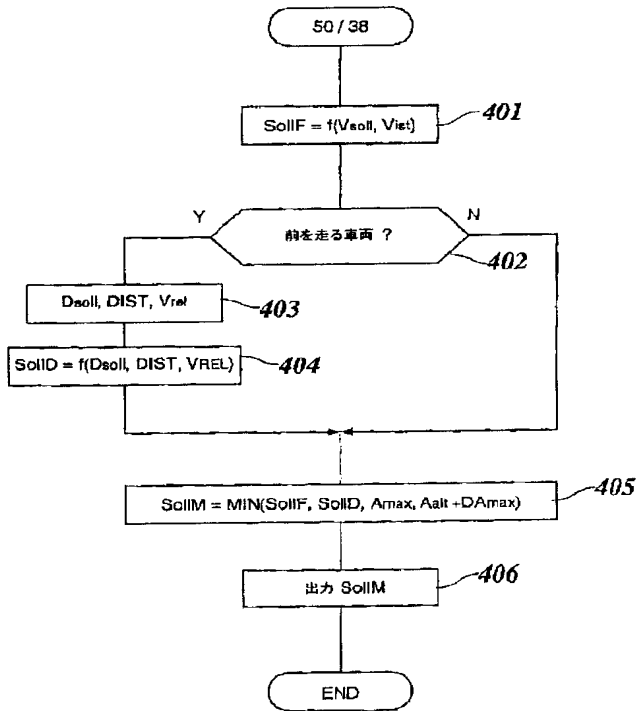 50 / 38
SollF = f(Vsoll, Vist)
401
Y
前を走る車両 ?
N
402
Dsoll, DIST, Vrel
403
SollD = f(Dsoll, DIST, VREL)
404
SollM = MIN(SollF, SollD, Amax, Aalt+DAmax)
405
出力 SollM
406
END